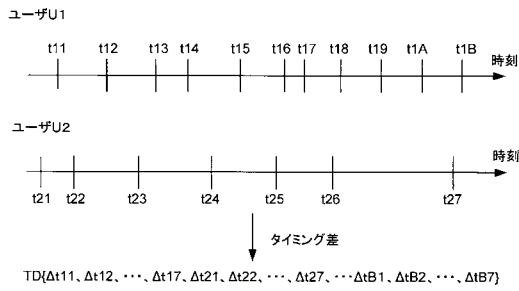 ユーザU1
t11 t12 t13 t14 t15 t16 t17 t18 t19 t1A t1B
時刻
ユーザU2
時刻
t21 t22 t23 t24 t25 t26 t27
タイミング差
TD{Δt11、Δt12、･･･、Δt17、Δt21、Δt22、･･･、Δt27、･･･ΔtB1、ΔtB2、･･･、ΔtB7}